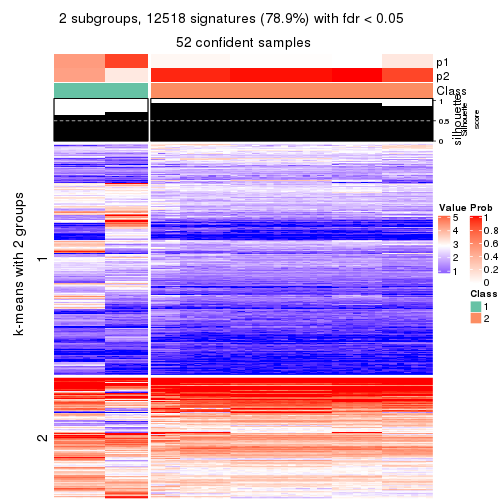 2 subgroups, 12518 signatures (78.9%) with fdr < 0.05
52 confident samples
p1
p2
Class
1
0.5
0
silhouette
Silhouette
score
k-means with 2 groups
1
2
Value
5
4
3
2
1
Prob
1
0.8
0.6
0.4
0.2
0
Class
1
2